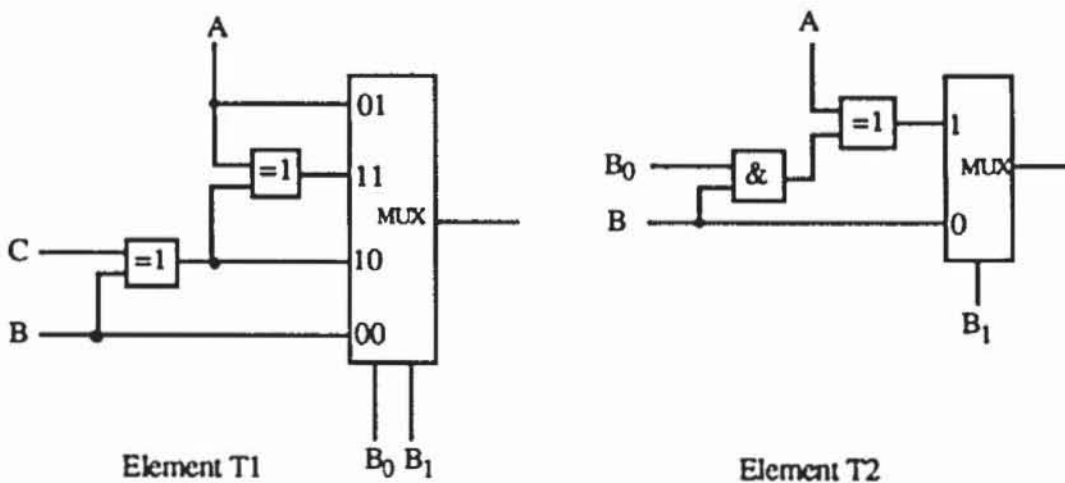 A
01
=1
11
MUX
C
=1
10
B
00
B0 B1
Element T1
A
=1
1
B0
&
MUX
B
0
B1
Element T2